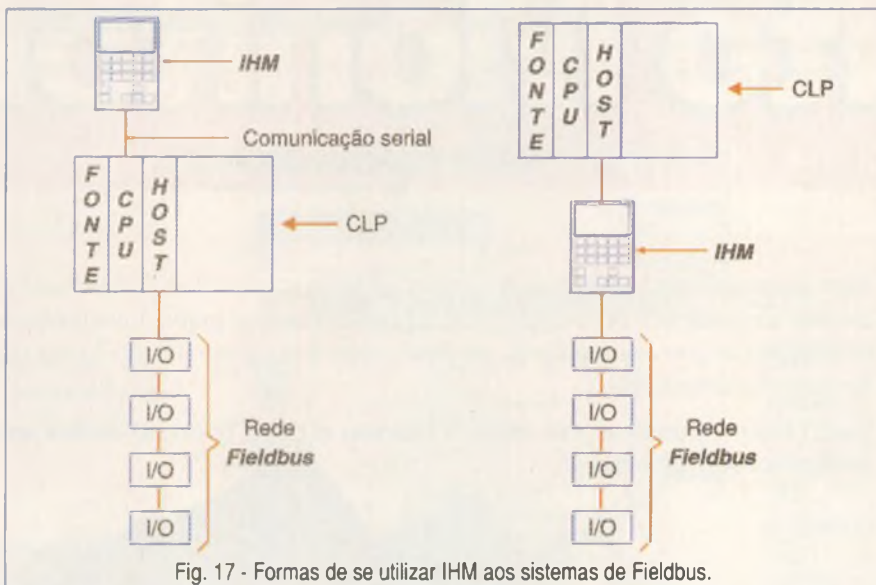 IHM
Comunicação serial
FONTE
CPU
HOST
CLP
I/O
I/O
I/O
I/O
Rede
Fieldbus
FONTE
CPU
HOST
CLP
IHM
I/O
I/O
I/O
I/O
Rede
Fieldbus
Fig. 17 - Formas de se utilizar IHM aos sistemas de Fieldbus.